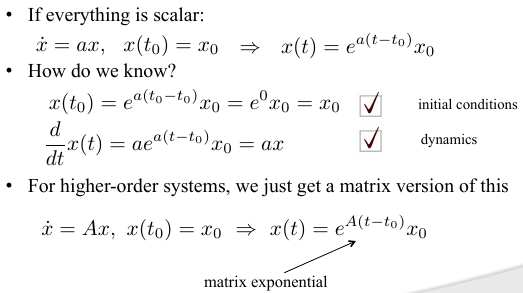 • If everything is scalar:
ẋ = ax, x(t₀) = x₀ ⇒ x(t) = e^{a(t−t₀)}x₀
• How do we know?
x(t₀) = e^{a(t₀−t₀)}x₀ = e⁰x₀ = x₀ initial conditions
d/dt x(t) = ae^{a(t−t₀)}x₀ = ax dynamics
• For higher-order systems, we just get a matrix version of this
ẋ = Ax, x(t₀) = x₀ ⇒ x(t) = e^{A(t−t₀)}x₀
matrix exponential